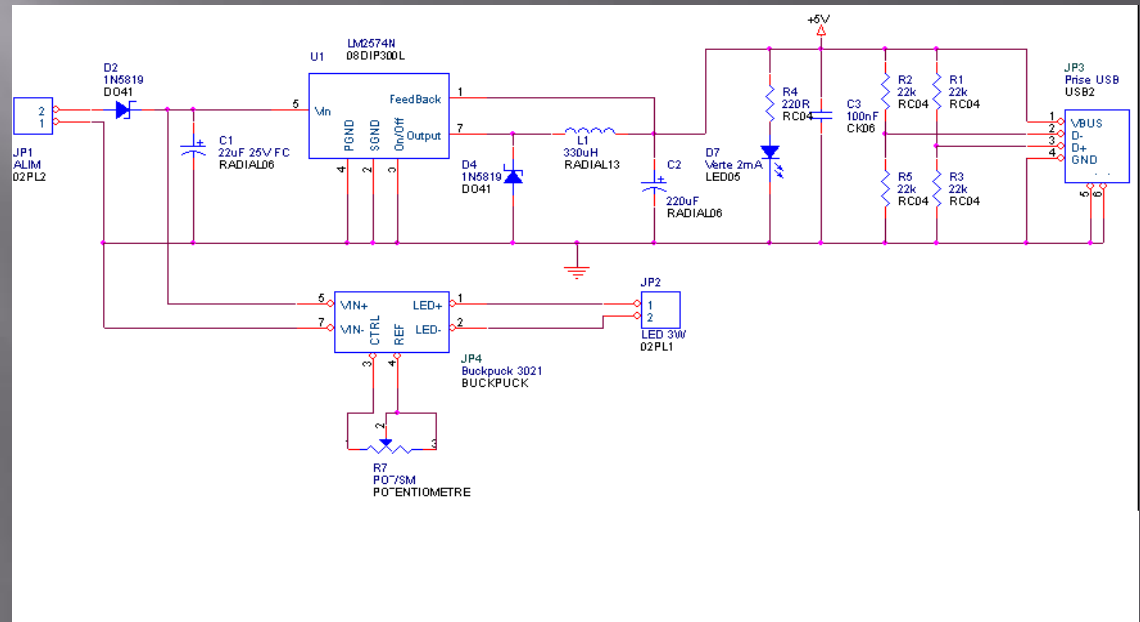 D2
1N5819
DO41
2
1
JP1
ALIM
02PL2
C1
22uF 25V FC
RADIAL06
U1
LM2574N
08DIP300L
5
Vin
FeedBack
1
Output
7
PGND
SGND
On/Off
4
2
3
D4
1N5819
DO41
L1
330uH
RADIAL13
C2
220uF
RADIAL06
+5V
R4
220R
RC04
D7
Verte 2mA
LED05
C3
100nF
CK06
R2
22k
RC04
R1
22k
RC04
R5
22k
RC04
R3
22k
RC04
JP3
Prise USB
USB2
1
2
3
4
VBUS
D-
D+
GND
5
6
5
VIN+
7
VIN-
CTRL
REF
LED+
1
LED-
2
3
4
JP4
Buckpuck 3021
BUCKPUCK
JP2
1
2
LED 3W
02PL1
1
2
3
R7
POT/SM
POTENTIOMETRE